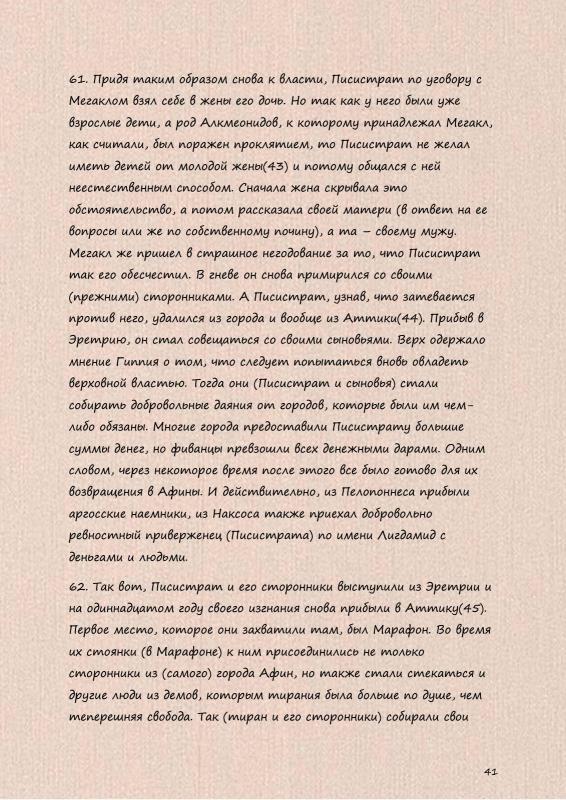 61. Придя таким образом снова к власти, Писистрат по уговору с
Мегаклом взял себе в жены его дочь. Но так как у него были уже
взрослые дети, а род Алкмеонидов, к которому принадлежал Мегакл,
как считали, был поражен проклятием, то Писистрат не желал
иметь детей от молодой жены(43) и потому общался с ней
неестественным способом. Сначала жена скрывала это
обстоятельство, а потом рассказала своей матери (в ответ на ее
вопросы или же по собственному почину), а та – своему мужу.
Мегакл же пришел в страшное негодование за то, что Писистрат
так его обесчестил. В гневе он снова примирился со своими
(прежними) сторонниками. А Писистрат, узнав, что затевается
против него, удалился из города и вообще из Аттики(44). Прибыв в
Эретрию, он стал совещаться со своими сыновьями. Верх одержало
мнение Гиппия о том, что следует попытаться вновь овладеть
верховной властью. Тогда они (Писистрат и сыновья) стали
собирать добровольные даяния от городов, которые были им чем-
либо обязаны. Многие города предоставили Писистрату большие
суммы денег, но фиванцы превзошли всех денежными дарами. Одним
словом, через некоторое время после этого все было готово для их
возвращения в Афины. И действительно, из Пелопоннеса прибыли
аргосские наемники, из Наксоса также приехал добровольно
ревностный приверженец (Писистрата) по имени Лигдамид с
деньгами и людьми.
62. Так вот, Писистрат и его сторонники выступили из Эретрии и
на одиннадцатом году своего изгнания снова прибыли в Аттику(45).
Первое место, которое они захватили там, был Марафон. Во время
их стоянки (в Марафоне) к ним присоединились не только
сторонники из (самого) города Афин, но также стали стекаться и
другие люди из демов, которым тирания была больше по душе, чем
теперешняя свобода. Так (тиран и его сторонники) собирали свои
41